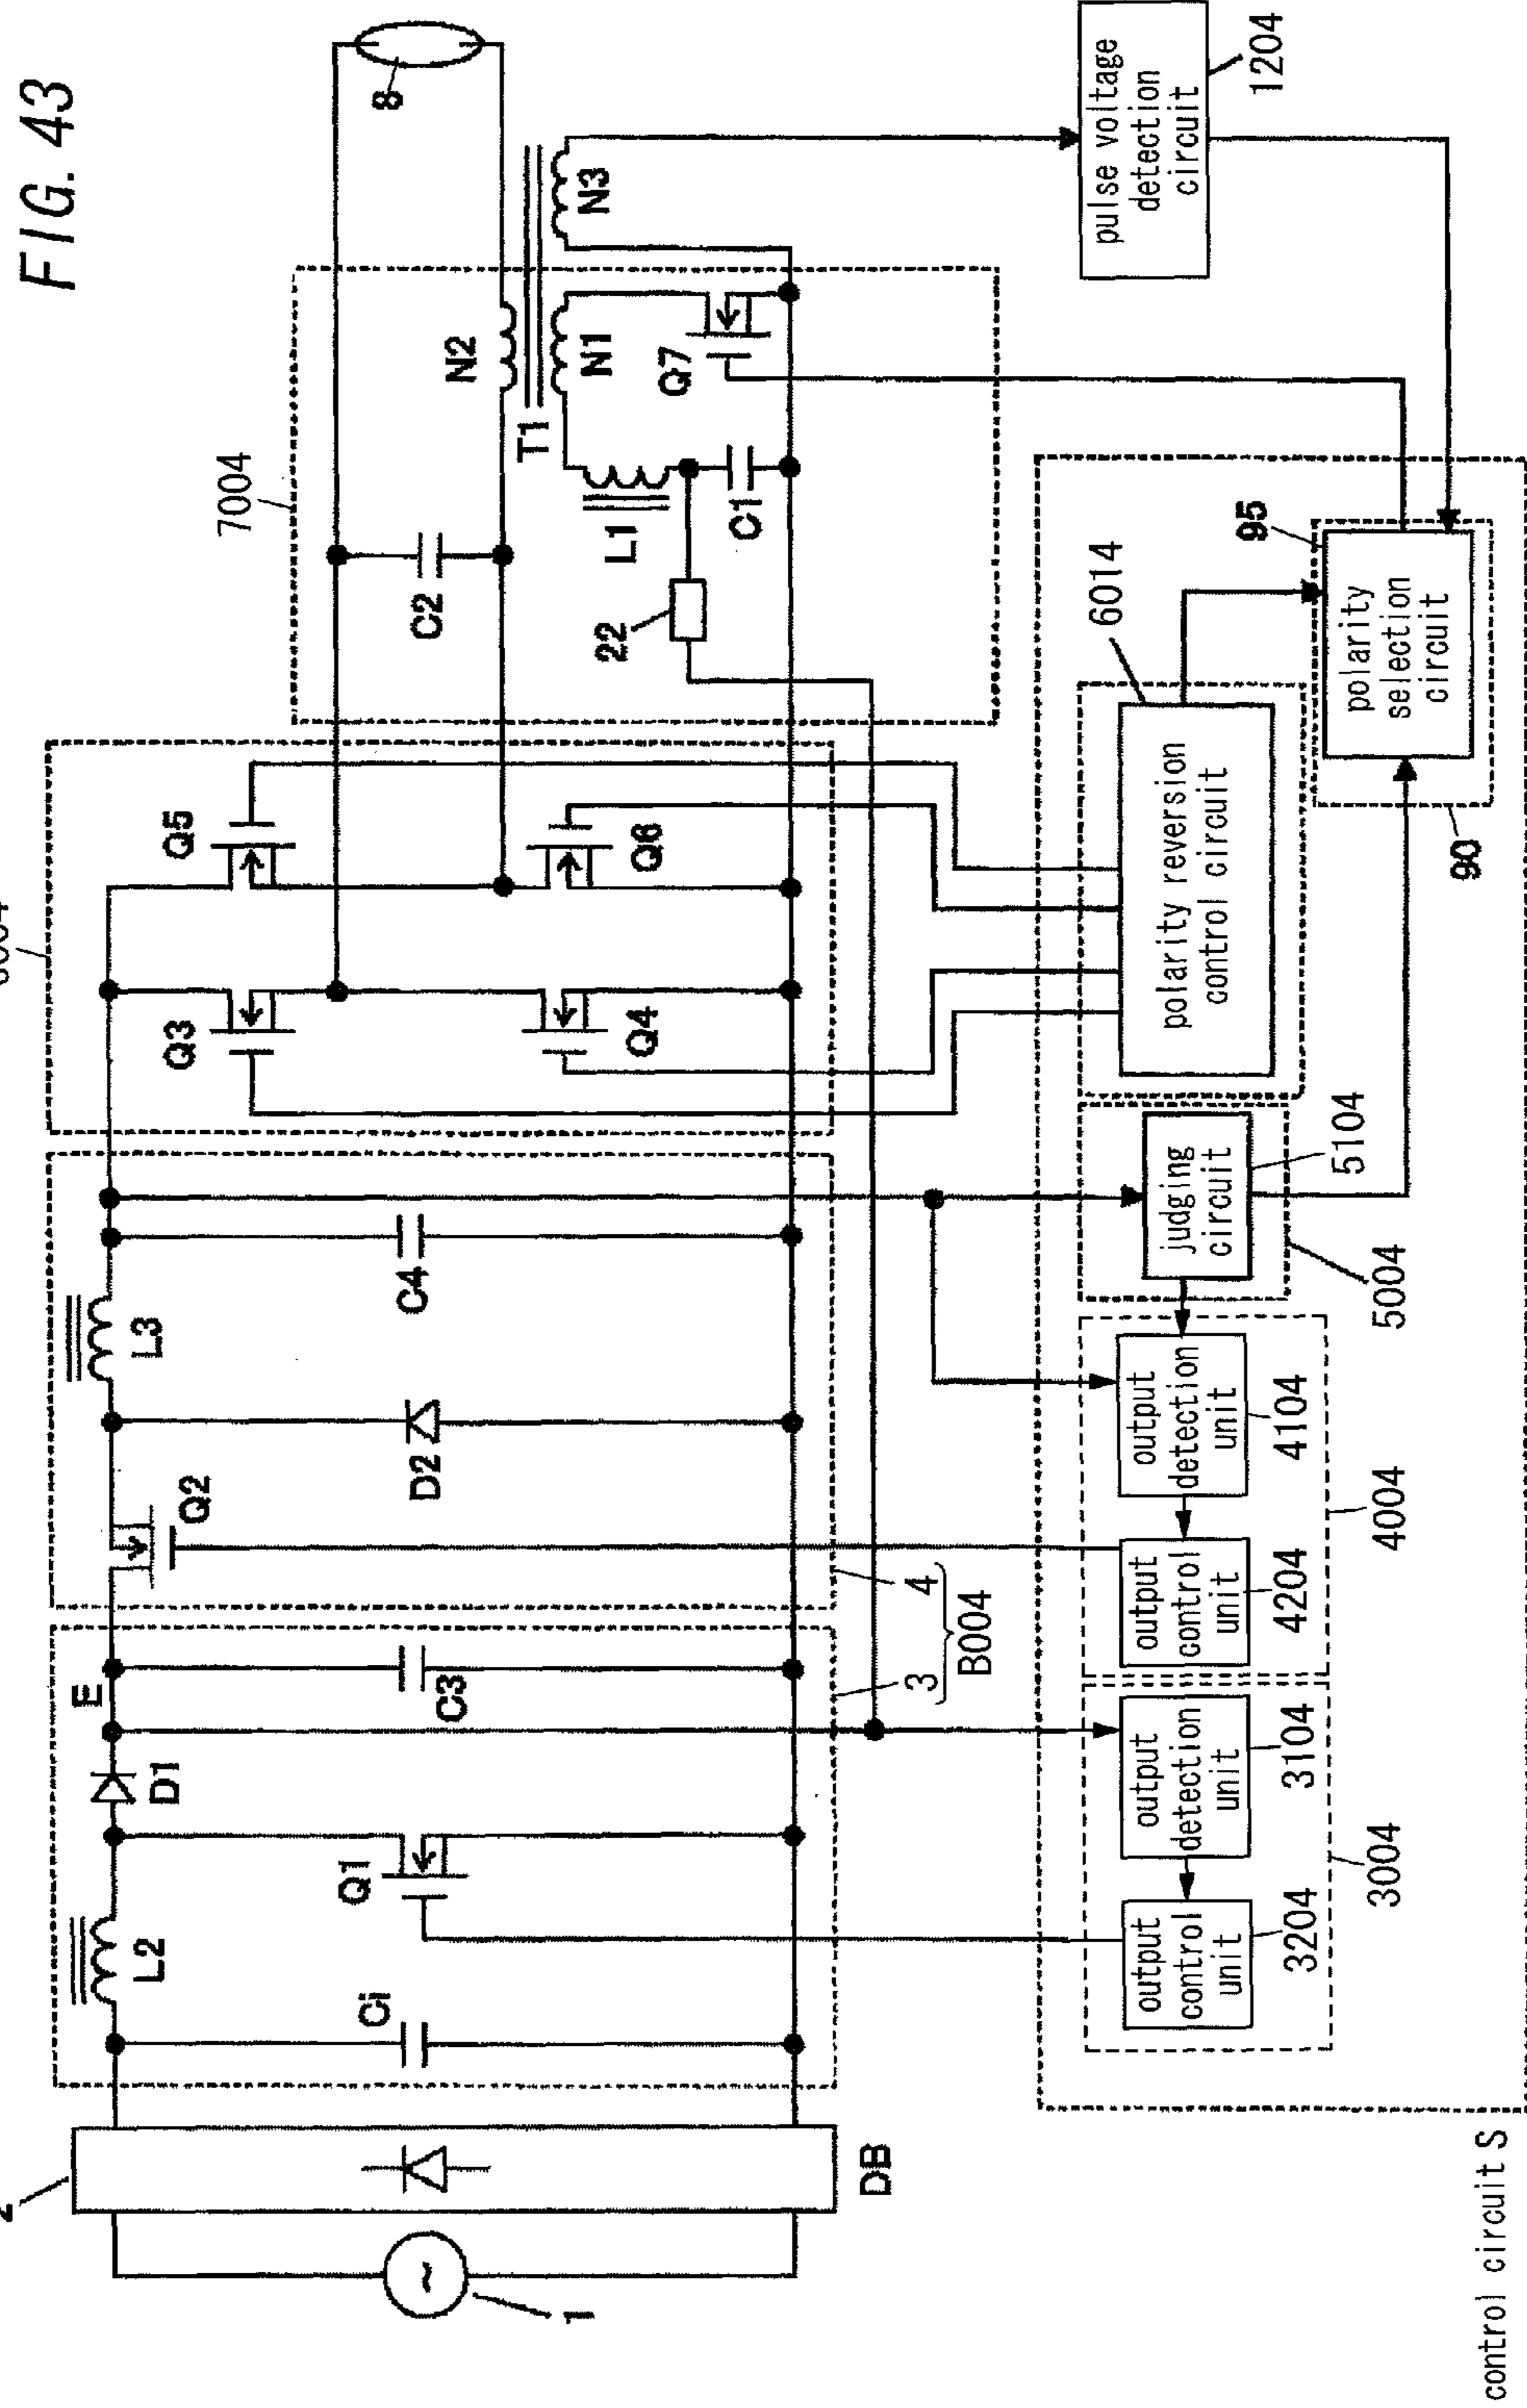 FIG. 43
2
1
DB
Ci
L2
Q1
D1
E
C3
3
4
B004
Q2
D2
L3
C4
Q3
Q4
Q5
Q6
7004
C2
22
L1
C1
T1
N2
N1
N3
Q7
8
pulse voltage
detection
circuit
1204
control circuit S
output
control
unit
3204
output
detection
unit
3104
3004
output
control
unit
4204
output
detection
unit
4104
4004
judging
circuit
5104
5004
polarity reversion
control circuit
6014
polarity
selection
circuit
95
90